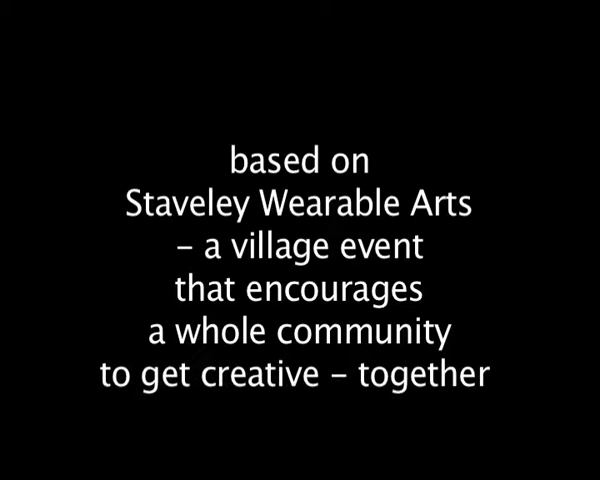 based on
Staveley Wearable Arts
– a village event
that encourages
a whole community
to get creative – together